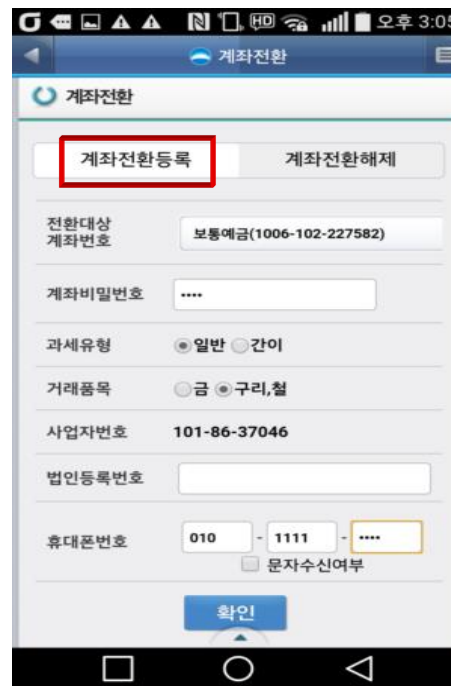 오후 3:05
계좌전환
계좌전환
계좌전환등록 계좌전환해제
전환대상
계좌번호 보통예금(1006-102-227582)
계좌비밀번호 ••••
과세유형 일반 간이
거래품목 금 구리,철
사업자번호 101-86-37046
법인등록번호
휴대폰번호 010 - 1111 - ••••
문자수신여부
확인